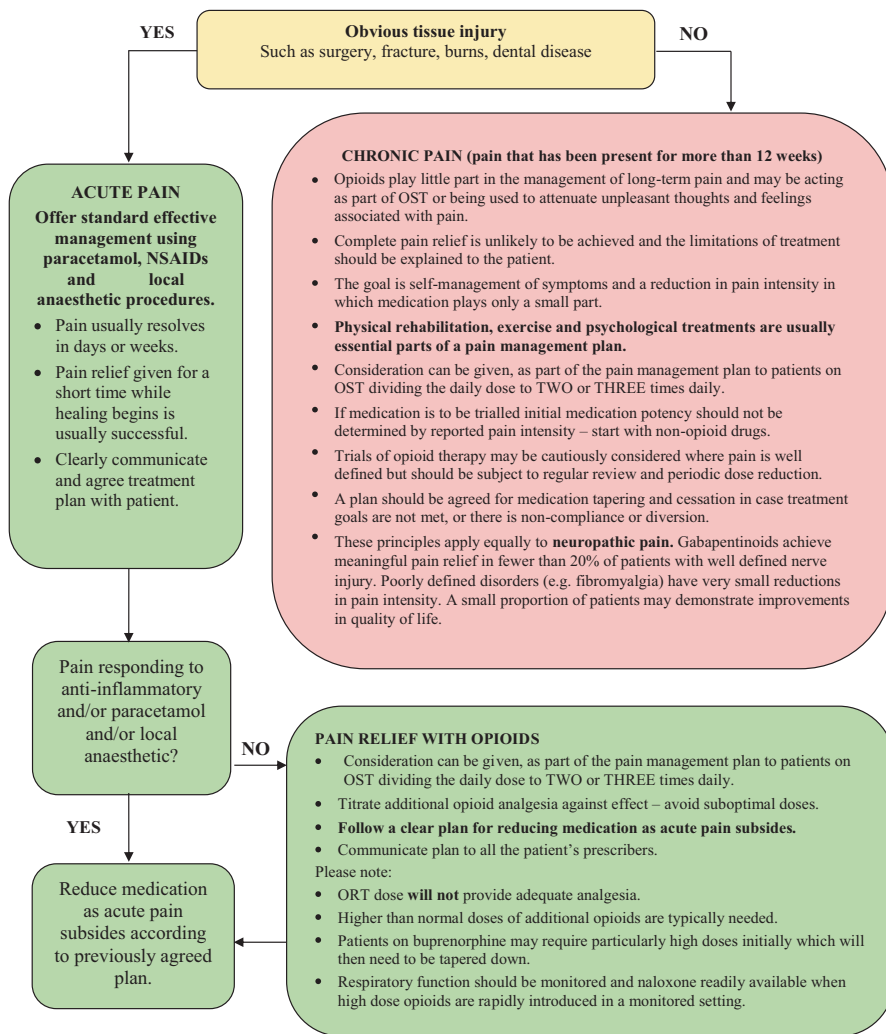 YES
Obvious tissue injury
Such as surgery, fracture, burns, dental disease
NO
ACUTE PAIN
Offer standard effective
management using
paracetamol, NSAIDs
and local
anaesthetic procedures.
• Pain usually resolves
in days or weeks.
• Pain relief given for a
short time while
healing begins is
usually successful.
• Clearly communicate
and agree treatment
plan with patient.
CHRONIC PAIN (pain that has been present for more than 12 weeks)
• Opioids play little part in the management of long-term pain and may be acting
as part of OST or being used to attenuate unpleasant thoughts and feelings
associated with pain.
• Complete pain relief is unlikely to be achieved and the limitations of treatment
should be explained to the patient.
• The goal is self-management of symptoms and a reduction in pain intensity in
which medication plays only a small part.
• Physical rehabilitation, exercise and psychological treatments are usually
essential parts of a pain management plan.
• Consideration can be given, as part of the pain management plan to patients on
OST dividing the daily dose to TWO or THREE times daily.
• If medication is to be trialled initial medication potency should not be
determined by reported pain intensity – start with non-opioid drugs.
• Trials of opioid therapy may be cautiously considered where pain is well
defined but should be subject to regular review and periodic dose reduction.
• A plan should be agreed for medication tapering and cessation in case treatment
goals are not met, or there is non-compliance or diversion.
• These principles apply equally to neuropathic pain. Gabapentinoids achieve
meaningful pain relief in fewer than 20% of patients with well defined nerve
injury. Poorly defined disorders (e.g. fibromyalgia) have very small reductions
in pain intensity. A small proportion of patients may demonstrate improvements
in quality of life.
Pain responding to
anti-inflammatory
and/or paracetamol
and/or local
anaesthetic?
NO
YES
PAIN RELIEF WITH OPIOIDS
• Consideration can be given, as part of the pain management plan to patients on
OST dividing the daily dose to TWO or THREE times daily.
• Titrate additional opioid analgesia against effect – avoid suboptimal doses.
• Follow a clear plan for reducing medication as acute pain subsides.
• Communicate plan to all the patient's prescribers.
Please note:
• ORT dose will not provide adequate analgesia.
• Higher than normal doses of additional opioids are typically needed.
• Patients on buprenorphine may require particularly high doses initially which will
then need to be tapered down.
• Respiratory function should be monitored and naloxone readily available when
high dose opioids are rapidly introduced in a monitored setting.
Reduce medication
as acute pain
subsides according
to previously agreed
plan.